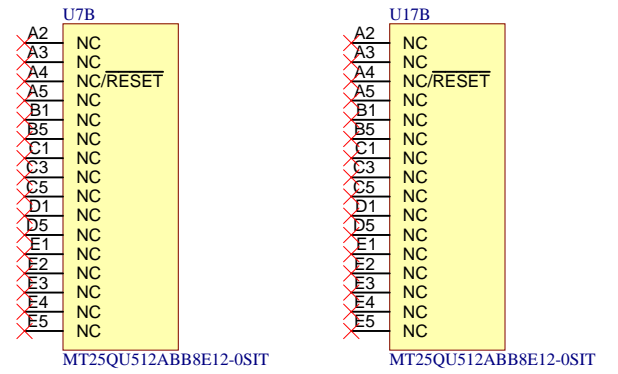 U7B
A2 NC
A3 NC
A4 NC/RESET
A5 NC
B1 NC
B5 NC
C1 NC
C3 NC
C5 NC
D1 NC
D5 NC
E1 NC
E2 NC
E3 NC
E4 NC
E5 NC
MT25QU512ABB8E12-0SIT
U17B
A2 NC
A3 NC
A4 NC/RESET
A5 NC
B1 NC
B5 NC
C1 NC
C3 NC
C5 NC
D1 NC
D5 NC
E1 NC
E2 NC
E3 NC
E4 NC
E5 NC
MT25QU512ABB8E12-0SIT